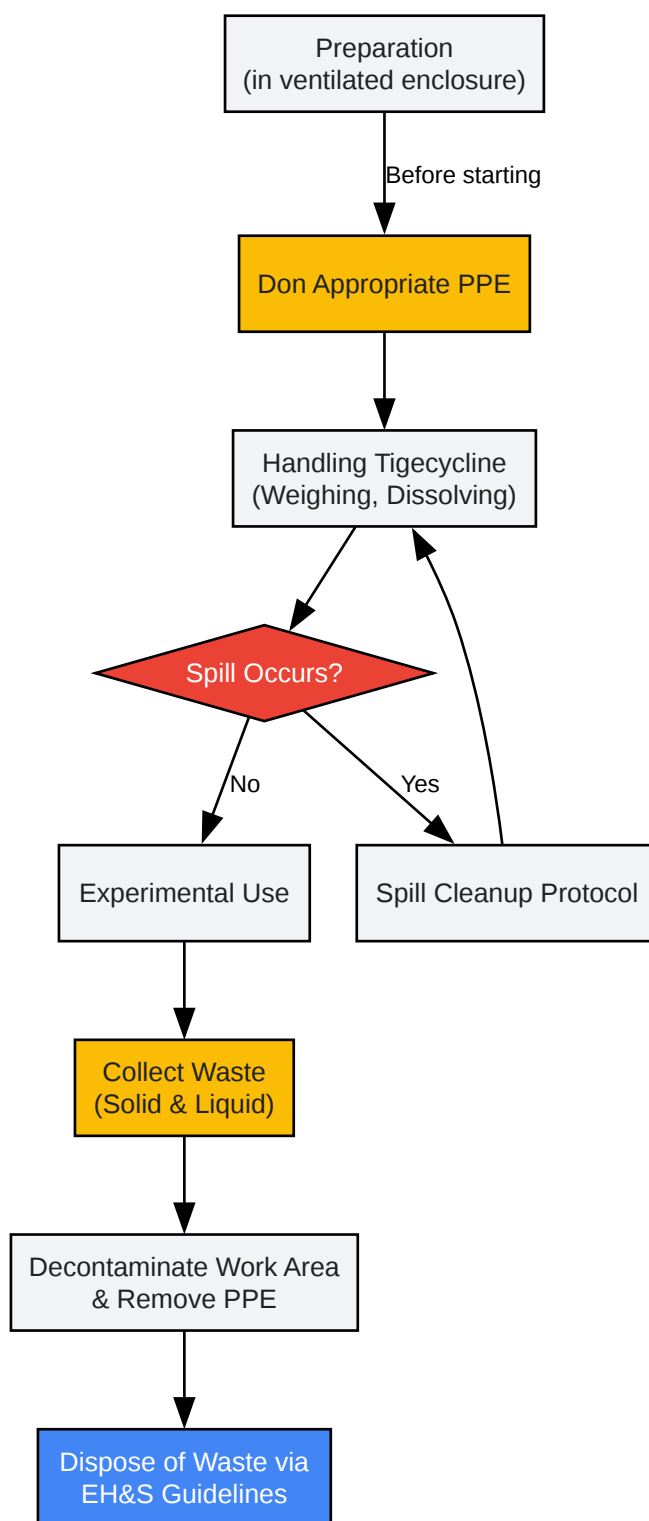 Preparation
(in ventilated enclosure)
Before starting
Don Appropriate PPE
Handling Tigecycline
(Weighing, Dissolving)
Spill Occurs?
No
Yes
Experimental Use
Spill Cleanup Protocol
Collect Waste
(Solid & Liquid)
Decontaminate Work Area
& Remove PPE
Dispose of Waste via
EH&S Guidelines